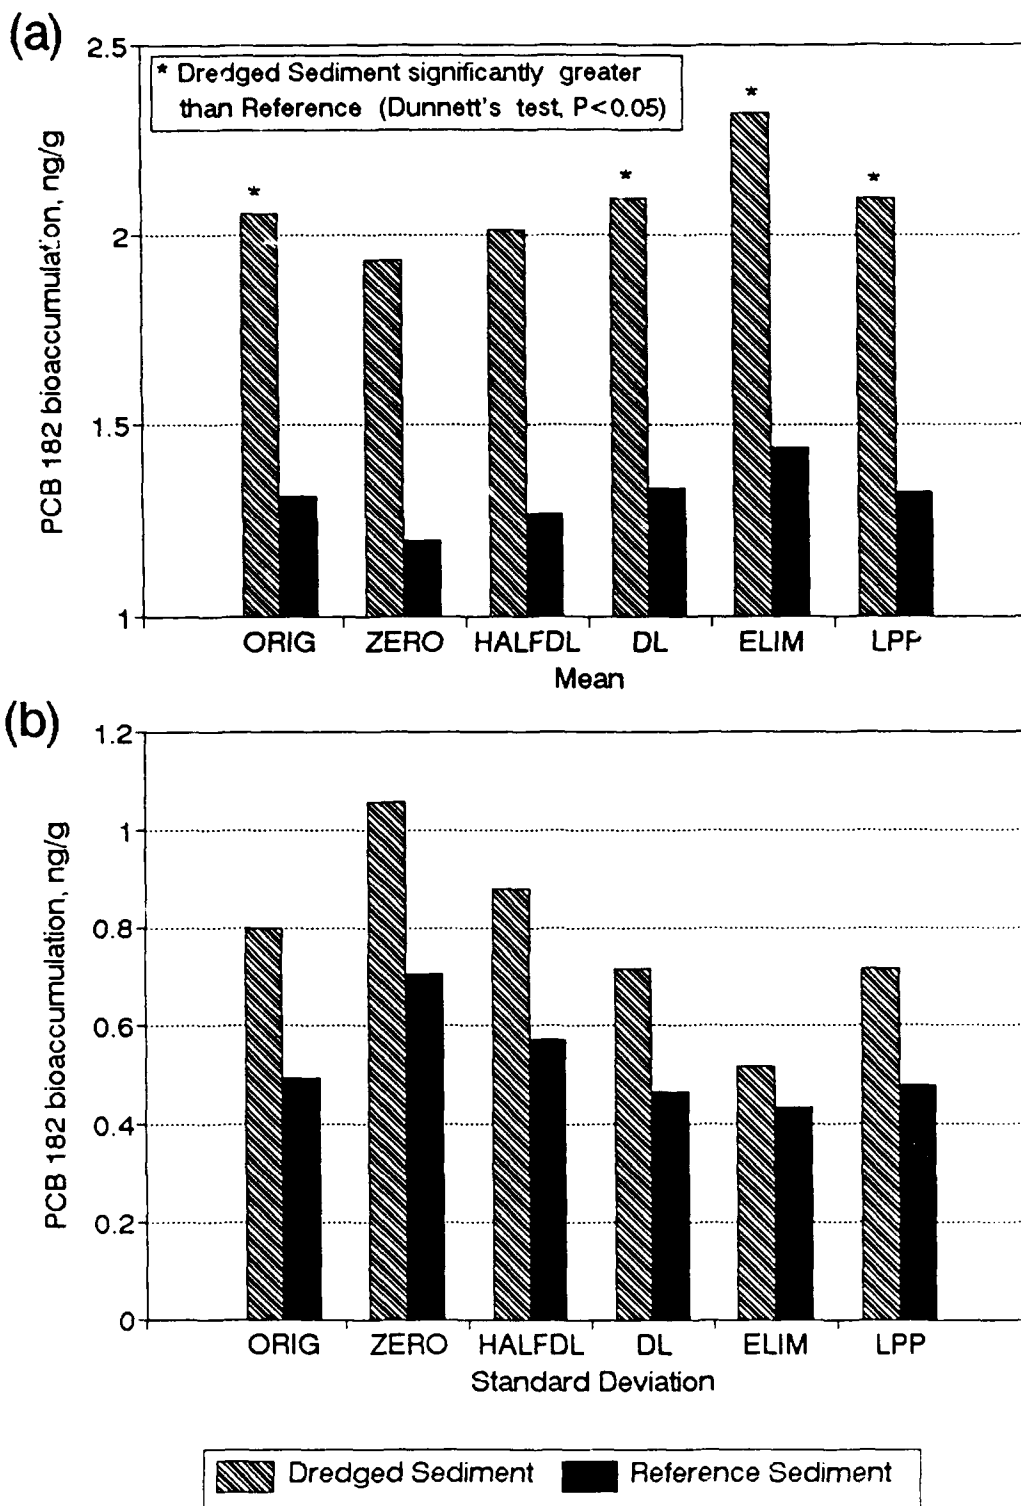 (a)
2.5
* Dredged Sediment significantly greater
than Reference (Dunnett's test, P<0.05)
PCB 182 bioaccumulation, ng/g
*
*
*
*
2
1.5
1
ORIG ZERO HALFDL DL ELIM LPP
Mean
(b)
1.2
PCB 182 bioaccumulation, ng/g
1
0.8
0.6
0.4
0.2
0
ORIG ZERO HALFDL DL ELIM LPP
Standard Deviation
Dredged Sediment Reference Sediment